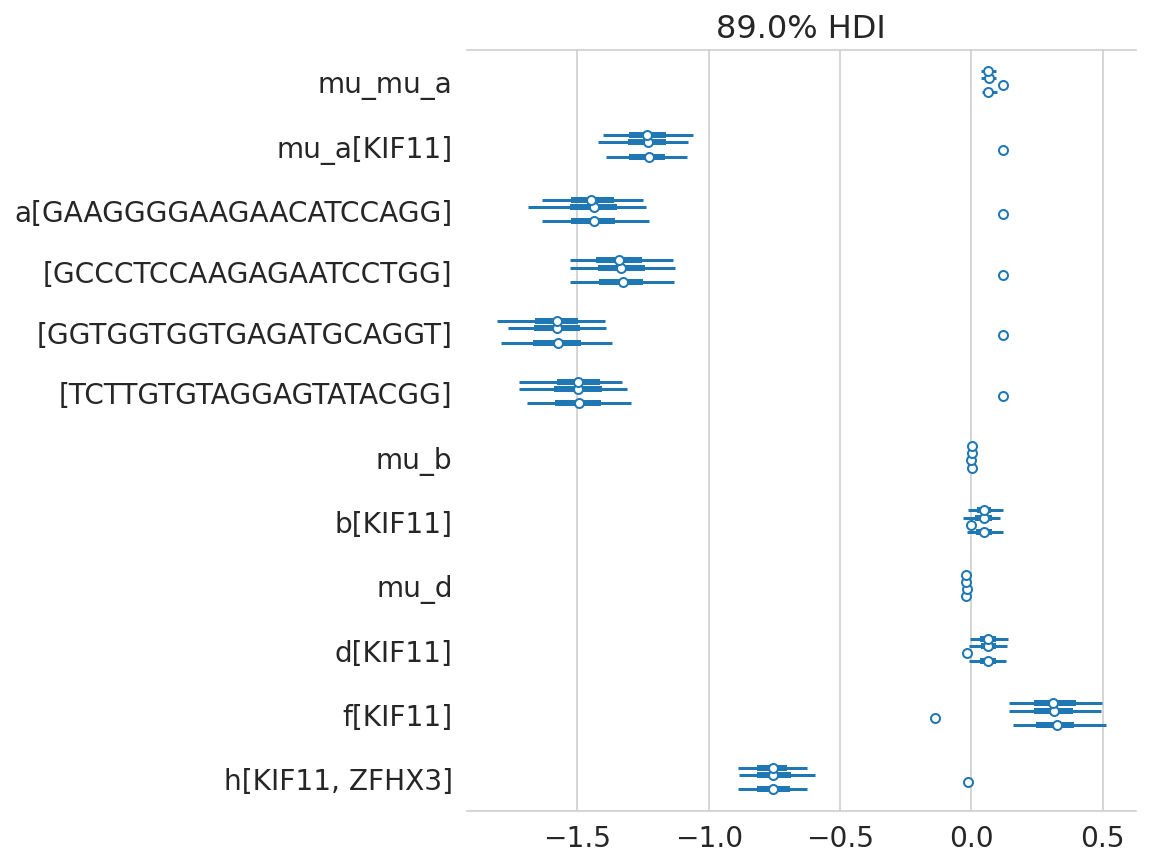 89.0% HDI
mu_mu_a
mu_a[KIF11]
a[GAAGGGGAAGAACATCCAGG]
[GCCCTCCAAGAGAATCCTGG]
[GGTGGTGGTGAGATGCAGGT]
[TCTTGTGTAGGAGTATACGG]
mu_b
b[KIF11]
mu_d
d[KIF11]
f[KIF11]
h[KIF11, ZFHX3]
−1.5 −1.0 −0.5 0.0 0.5